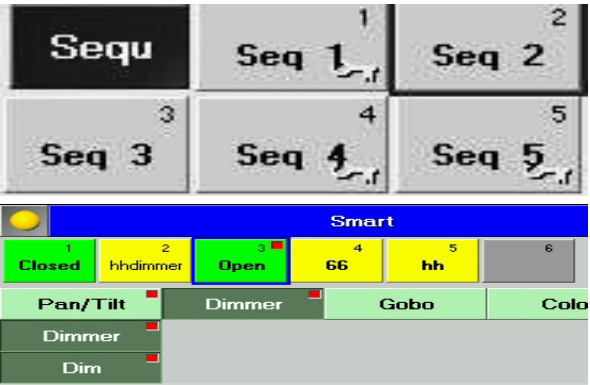 Sequ 1 Seq 1 2 Seq 2
3 Seq 3 4 Seq 4 5 Seq 5
Smart
1 Closed 2 hhdimmer 3 Open 4 66 5 hh 6
Pan/Tilt Dimmer Gobo Colo
Dimmer
Dim